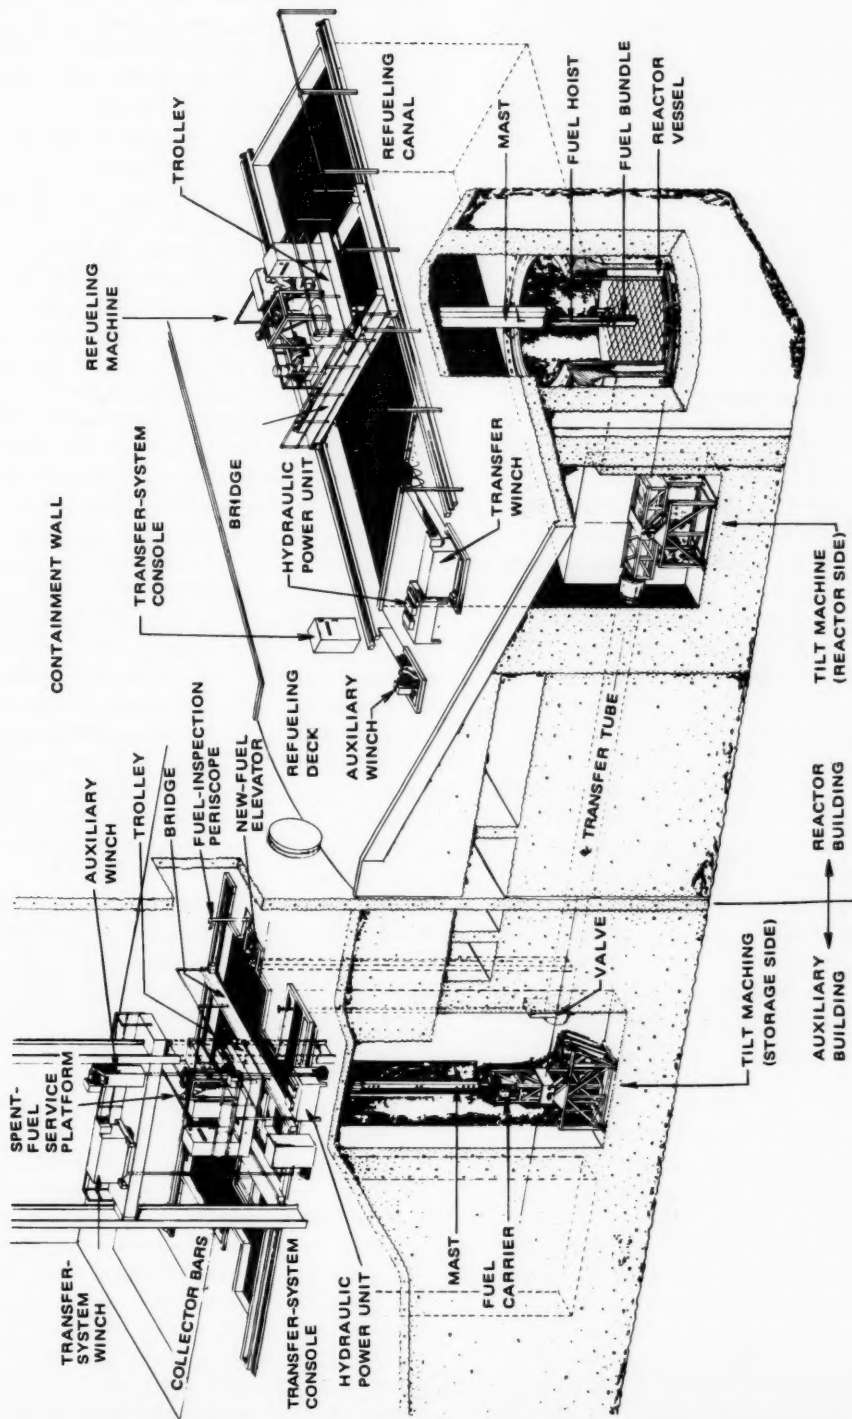 CONTAINMENT WALL
SPENT-
FUEL
SERVICE
PLATFORM
AUXILIARY
WINCH
TROLLEY
BRIDGE
FUEL-INSPECTION
PERISCOPE
NEW-FUEL
ELEVATOR
TRANSFER-
SYSTEM
WINCH
COLLECTOR BARS
TRANSFER-SYSTEM
CONSOLE
HYDRAULIC
POWER UNIT
TRANSFER-SYSTEM
CONSOLE
BRIDGE
REFUELING
MACHINE
TROLLEY
REFUELING
CANAL
HYDRAULIC
POWER UNIT
REFUELING
DECK
AUXILIARY
WINCH
TRANSFER
WINCH
MAST
FUEL HOIST
FUEL BUNDLE
REACTOR
VESSEL
MAST
FUEL
CARRIER
VALVE
℄ TRANSFER TUBE
TILT MACHING
(STORAGE SIDE)
TILT MACHINE
(REACTOR SIDE)
AUXILIARY
BUILDING
REACTOR
BUILDING